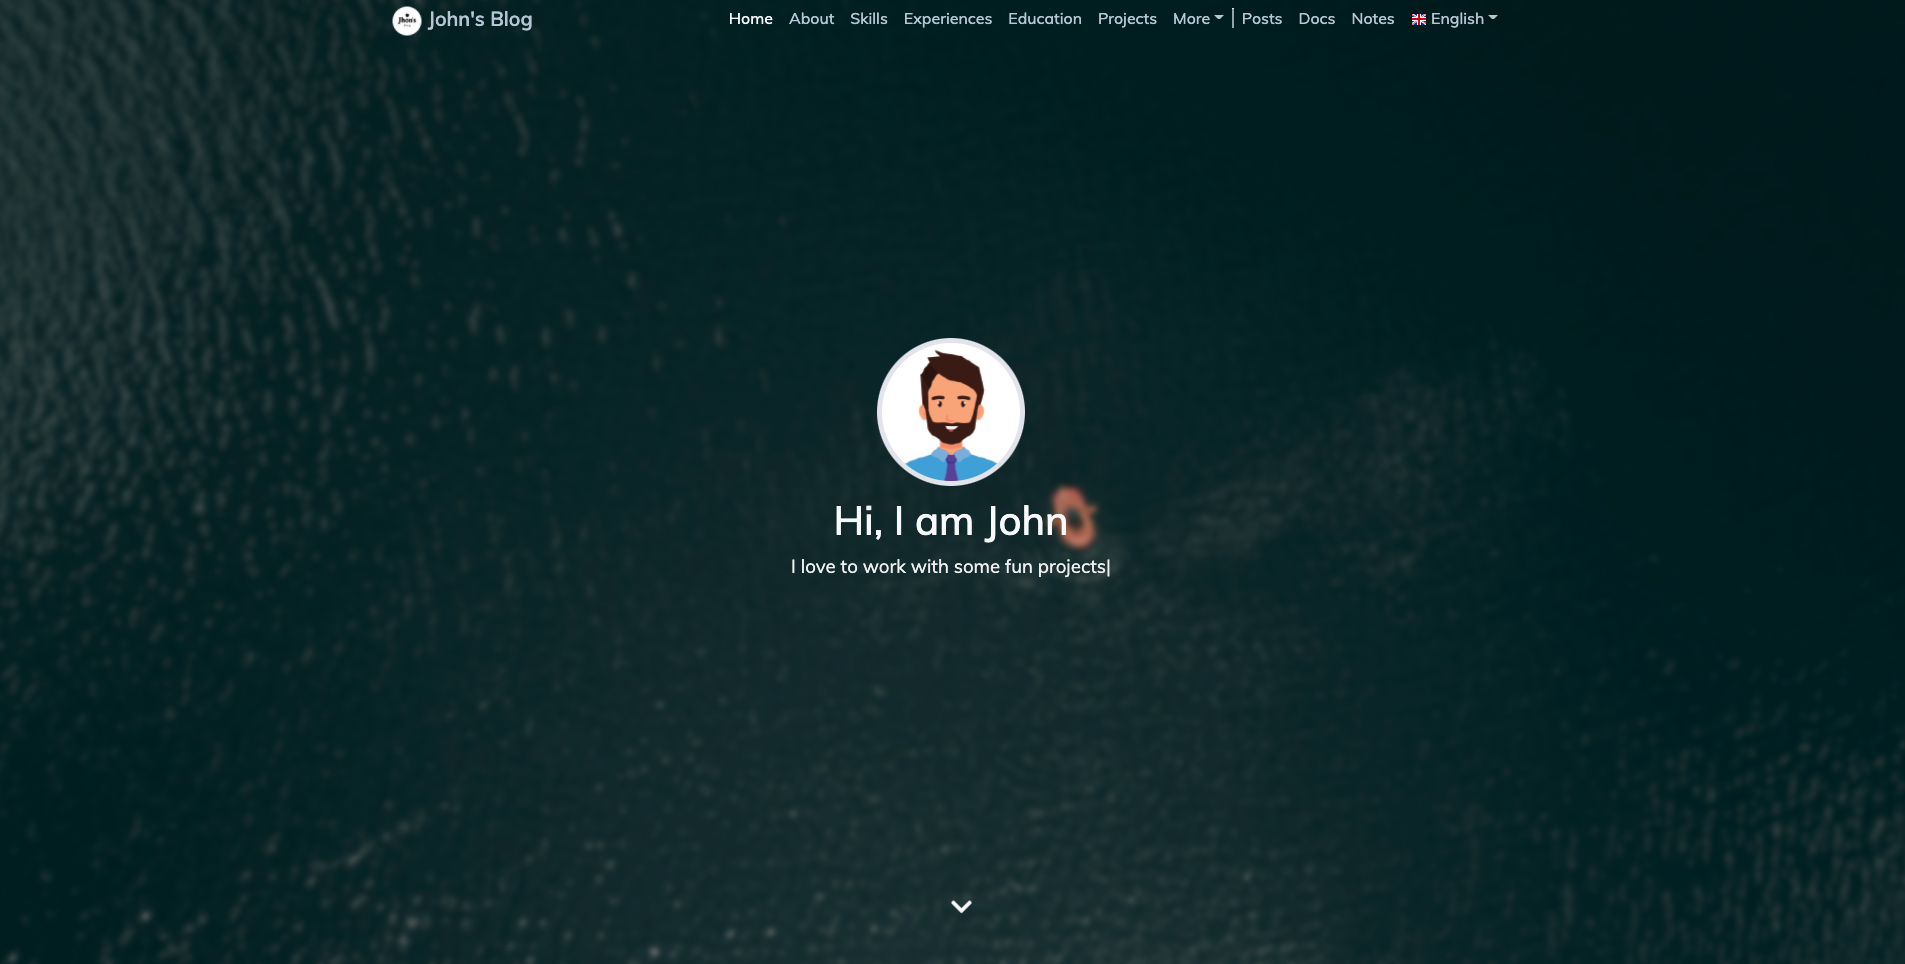 Jhon's
John's Blog
Home About Skills Experiences Education Projects More Posts Docs Notes English
Hi, I am John
I love to work with some fun projects|